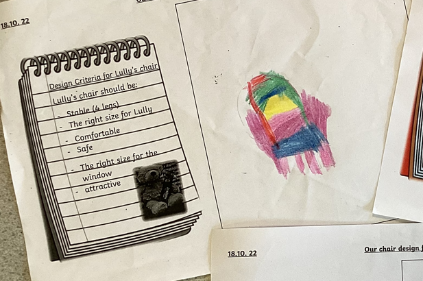 18.10. 22
Design Criteria for Lully's chair
Lully's chair should be:
Stable (4 legs)
- The right size for Lully
- Comfortable
- Safe
- The right size for the
window
- attractive
18.10. 22
Our chair design f